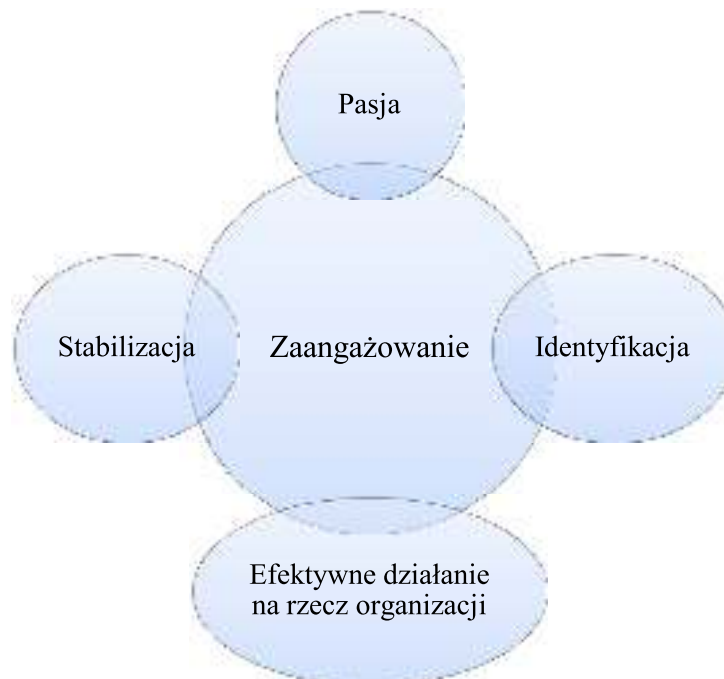 Pasja
Stabilizacja
Zaangażowanie
Identyfikacja
Efektywne działanie
na rzecz organizacji